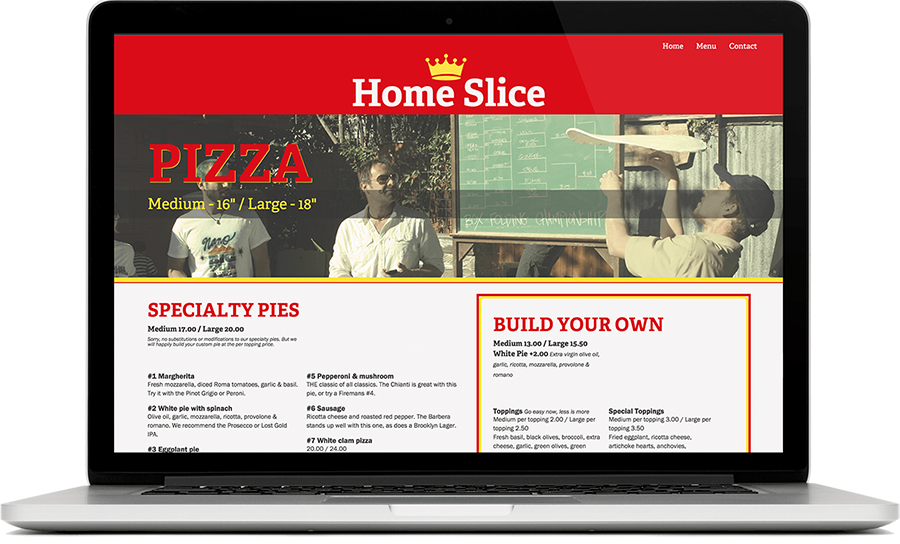 Home Menu Contact
Home Slice
PIZZA
Medium - 16" / Large - 18"
BOX FOLDING CHAMPIONSHIP
SPECIALTY PIES
Medium 17.00 / Large 20.00
Sorry, no substitutions or modifications to our specialty pies. But we
will happily build your custom pie at the per topping price.
#1 Margherita
Fresh mozzarella, diced Roma tomatoes, garlic & basil.
Try it with the Pinot Grigio or Peroni.
#2 White pie with spinach
Olive oil, garlic, mozzarella, ricotta, provolone &
romano. We recommend the Prosecco or Lost Gold
IPA.
#3 Eggplant pie
#5 Pepperoni & mushroom
THE classic of all classics. The Chianti is great with this
pie, or try a Firemans #4.
#6 Sausage
Ricotta cheese and roasted red pepper. The Barbera
stands up well with this one, as does a Brooklyn Lager.
#7 White clam pizza
20.00 / 24.00
BUILD YOUR OWN
Medium 13.00 / Large 15.50
White Pie +2.00 Extra virgin olive oil,
garlic, ricotta, mozzarella, provolone &
romano
Toppings Go easy now, less is more
Medium per topping 2.00 / Large per
topping 2.50
Fresh basil, black olives, broccoli, extra
cheese, garlic, green olives, green
Special Toppings
Medium per topping 3.00 / Large per
topping 3.50
Fried eggplant, ricotta cheese,
artichoke hearts, anchovies,